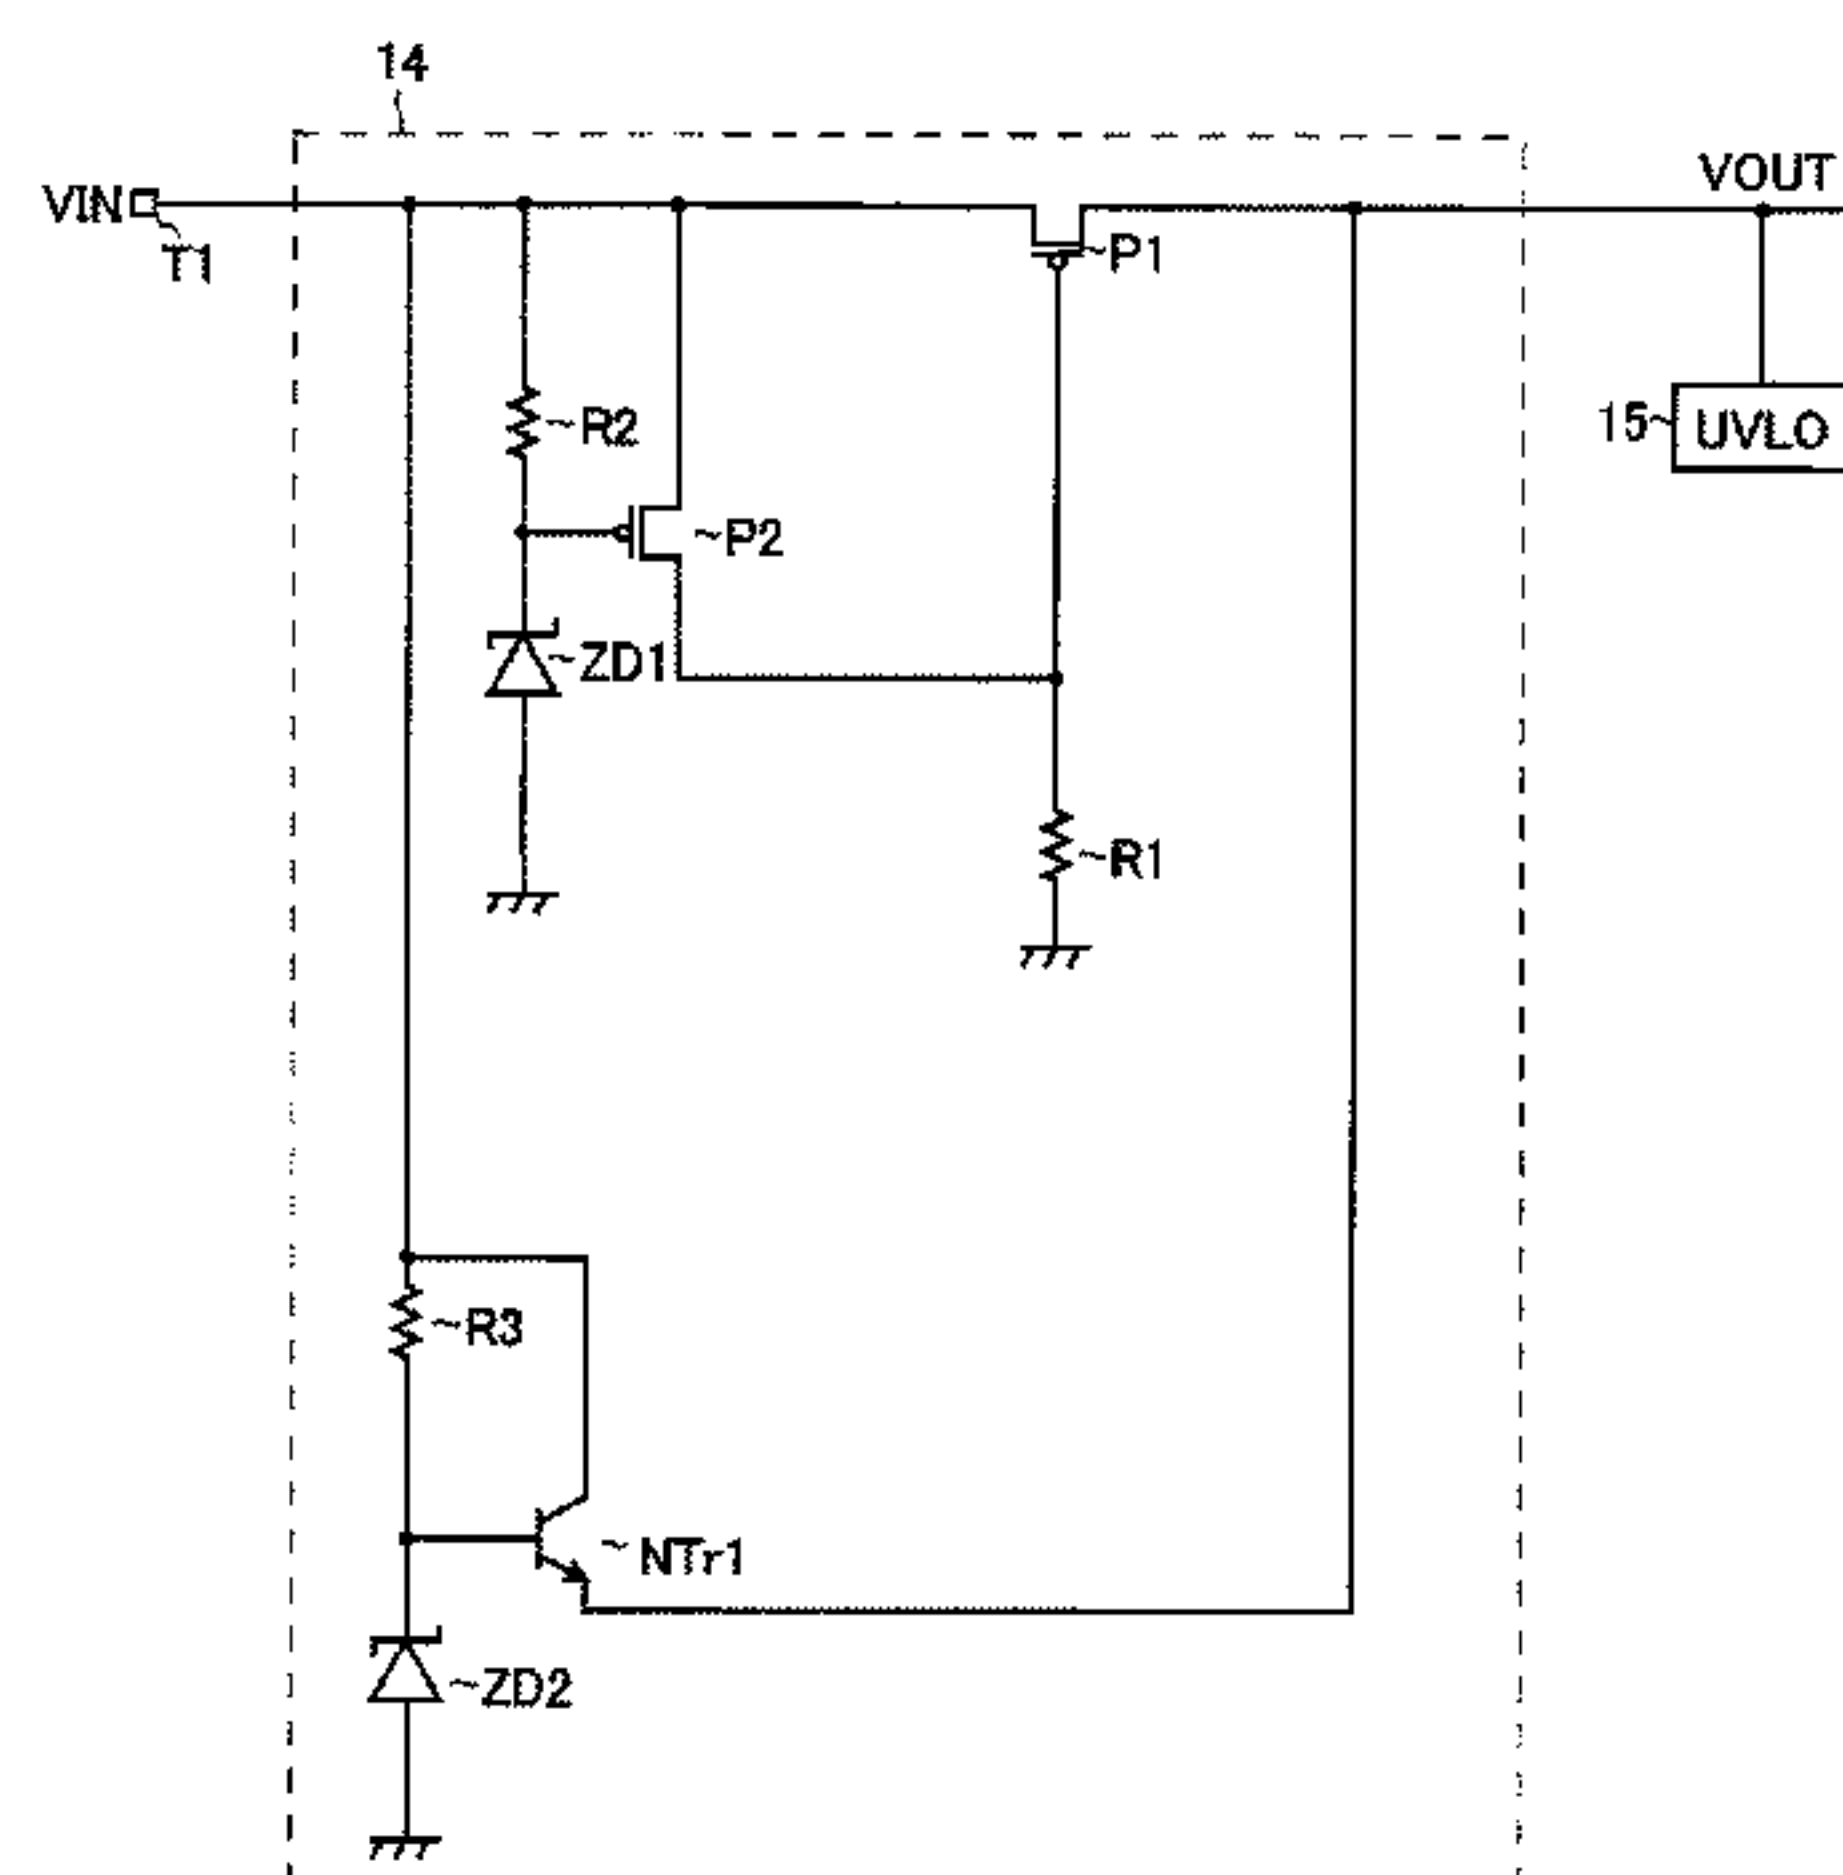 14
VIN
T1
VOUT
~P1
~R2
15~
UVLO
~P2
~ZD1
~R1
~R3
~NTr1
~ZD2